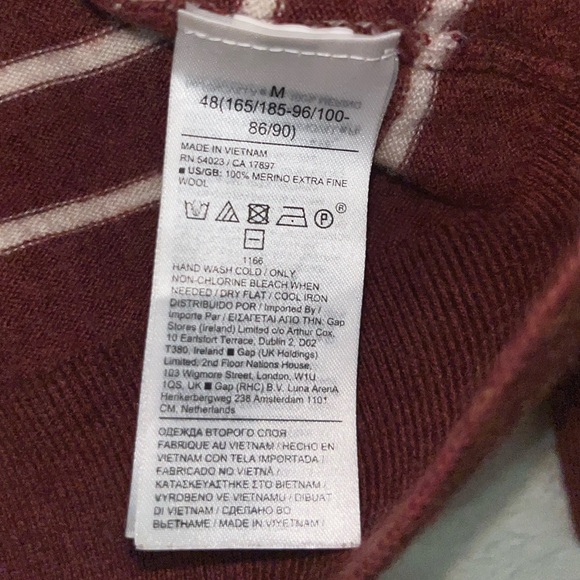 M
48(165/185-96/100-
86/90)
MADE IN VIETNAM
RN 54023 / CA 17897
■ US/GB: 100% MERINO EXTRA FINE
WOOL
P ®
1166
HAND WASH COLD / ONLY
NON-CHLORINE BLEACH WHEN
NEEDED / DRY FLAT / COOL IRON
DISTRIBUIDO POR / Imported By /
Importe Par / ΕΙΣΑΓΕΤΑΙ ΑΠΟ ΤΗΝ: Gap
Stores (Ireland) Limited c/o Arthur Cox,
10 Earlsfort Terrace, Dublin 2, D02
T380, Ireland ■ Gap (UK Holdings)
Limited, 2nd Floor Nations House,
103 Wigmore Street, London, W1U
1QS, UK ■ Gap (RHC) B.V. Luna ArenA
Herikerbergweg 238 Amsterdam 1101
CM, Netherlands
ОДЕЖДА ВТОРОГО СЛОЯ
FABRIQUE AU VIETNAM / HECHO EN
VIETNAM CON TELA IMPORTADA /
FABRICADO NO VIETNÃ /
ΚΑΤΑΣΚΕΥΑΣΤΗΚΕ ΣΤΟ ΒΙΕΤΝΑΜ /
VYROBENO VE VIETNAMU / DIBUAT
DI VIETNAM / СДЕЛАНО ВО
ВЬЕТНАМЕ / MADE IN VIYETNAM /